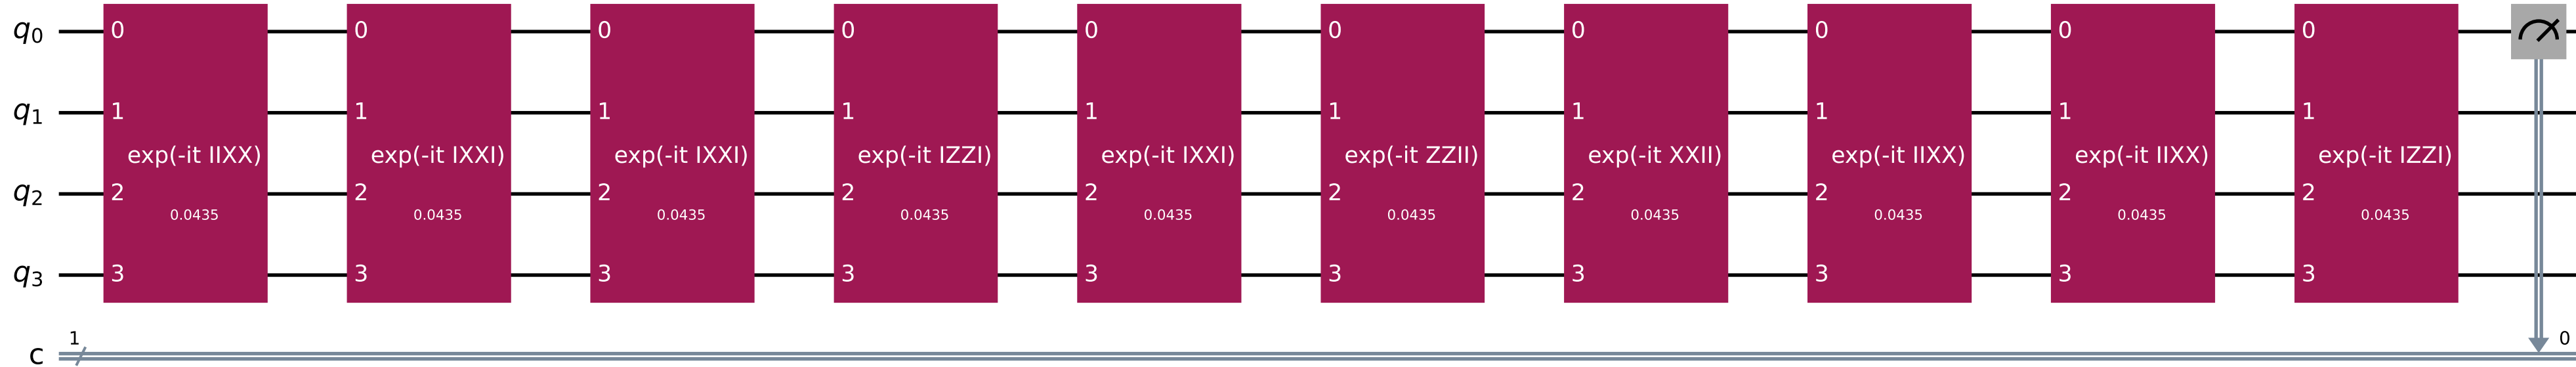 q0 0 0 0 0 0 0 0 0 0 0
q1 1 1 1 1 1 1 1 1 1 1
exp(-it IIXX) exp(-it IXXI) exp(-it IXXI) exp(-it IZZI) exp(-it IXXI) exp(-it ZZII) exp(-it XXII) exp(-it IIXX) exp(-it IIXX) exp(-it IZZI)
q2 2 2 2 2 2 2 2 2 2 2
0.0435 0.0435 0.0435 0.0435 0.0435 0.0435 0.0435 0.0435 0.0435 0.0435
q3 3 3 3 3 3 3 3 3 3 3
1 0
c